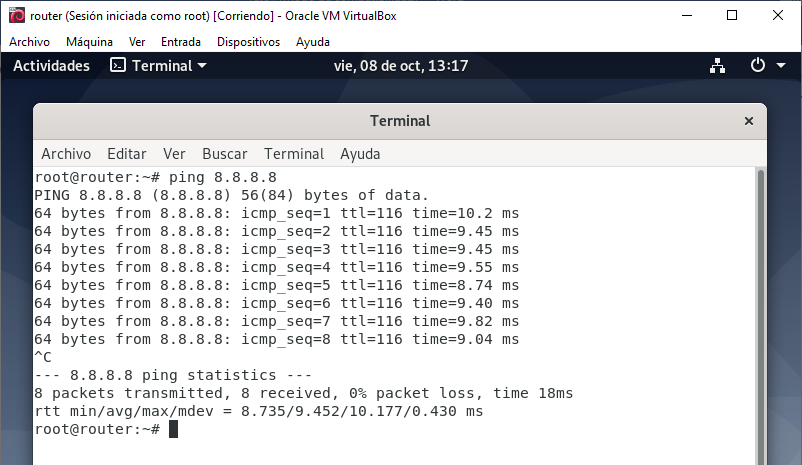 router (Sesión iniciada como root) [Corriendo] - Oracle VM VirtualBox
Archivo Máquina Ver Entrada Dispositivos Ayuda
Actividades Terminal vie, 08 de oct, 13:17
Terminal
Archivo Editar Ver Buscar Terminal Ayuda
root@router:~# ping 8.8.8.8
PING 8.8.8.8 (8.8.8.8) 56(84) bytes of data.
64 bytes from 8.8.8.8: icmp_seq=1 ttl=116 time=10.2 ms
64 bytes from 8.8.8.8: icmp_seq=2 ttl=116 time=9.45 ms
64 bytes from 8.8.8.8: icmp_seq=3 ttl=116 time=9.45 ms
64 bytes from 8.8.8.8: icmp_seq=4 ttl=116 time=9.55 ms
64 bytes from 8.8.8.8: icmp_seq=5 ttl=116 time=8.74 ms
64 bytes from 8.8.8.8: icmp_seq=6 ttl=116 time=9.40 ms
64 bytes from 8.8.8.8: icmp_seq=7 ttl=116 time=9.82 ms
64 bytes from 8.8.8.8: icmp_seq=8 ttl=116 time=9.04 ms
^C
--- 8.8.8.8 ping statistics ---
8 packets transmitted, 8 received, 0% packet loss, time 18ms
rtt min/avg/max/mdev = 8.735/9.452/10.177/0.430 ms
root@router:~#